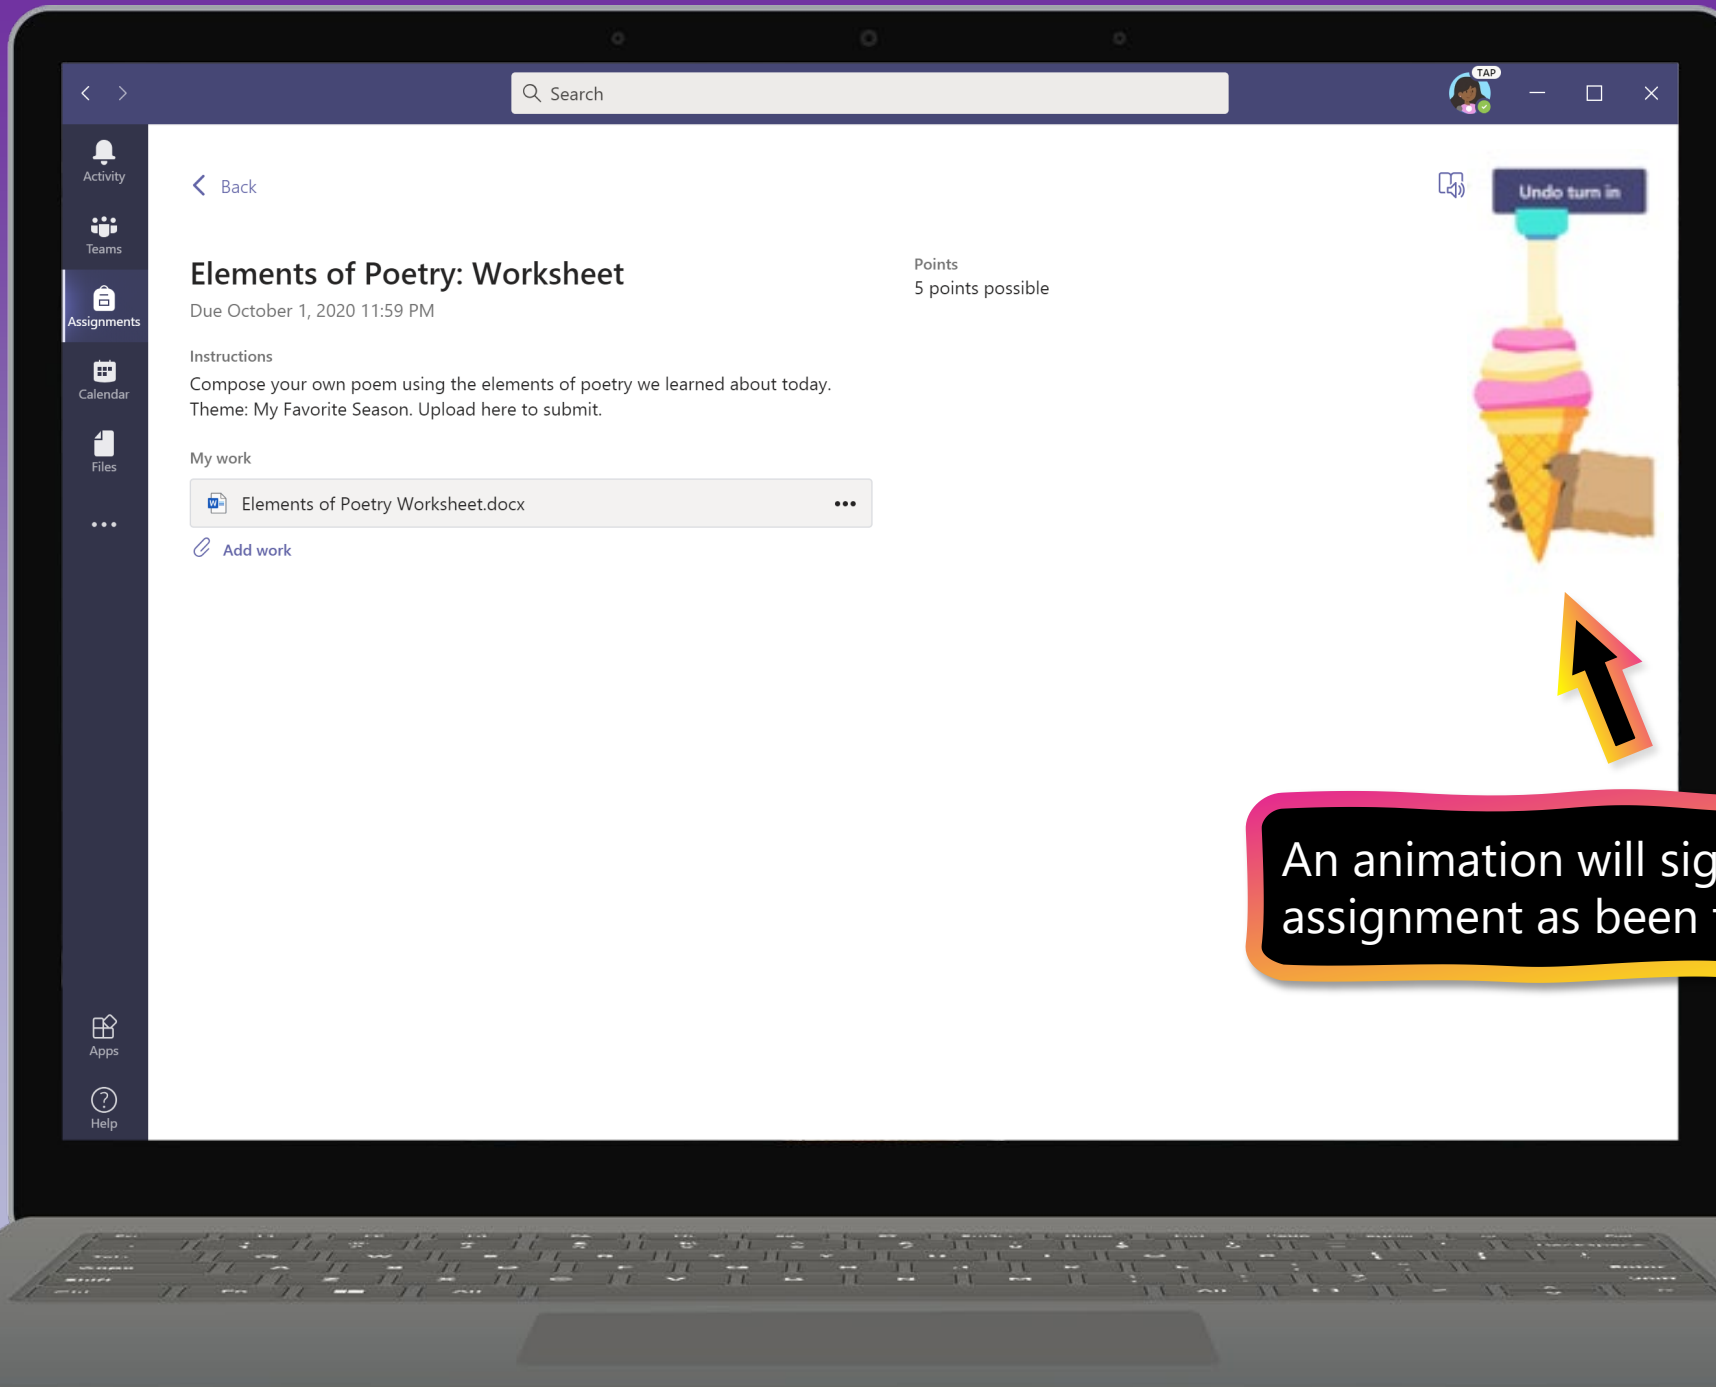 Search
TAP
Activity
Teams
Assignments
Calendar
Files
Apps
Help
Back
Undo turn in
Elements of Poetry: Worksheet
Due October 1, 2020 11:59 PM
Points
5 points possible
Instructions
Compose your own poem using the elements of poetry we learned about today.
Theme: My Favorite Season. Upload here to submit.
My work
Elements of Poetry Worksheet.docx
Add work
An animation will sig
assignment as been